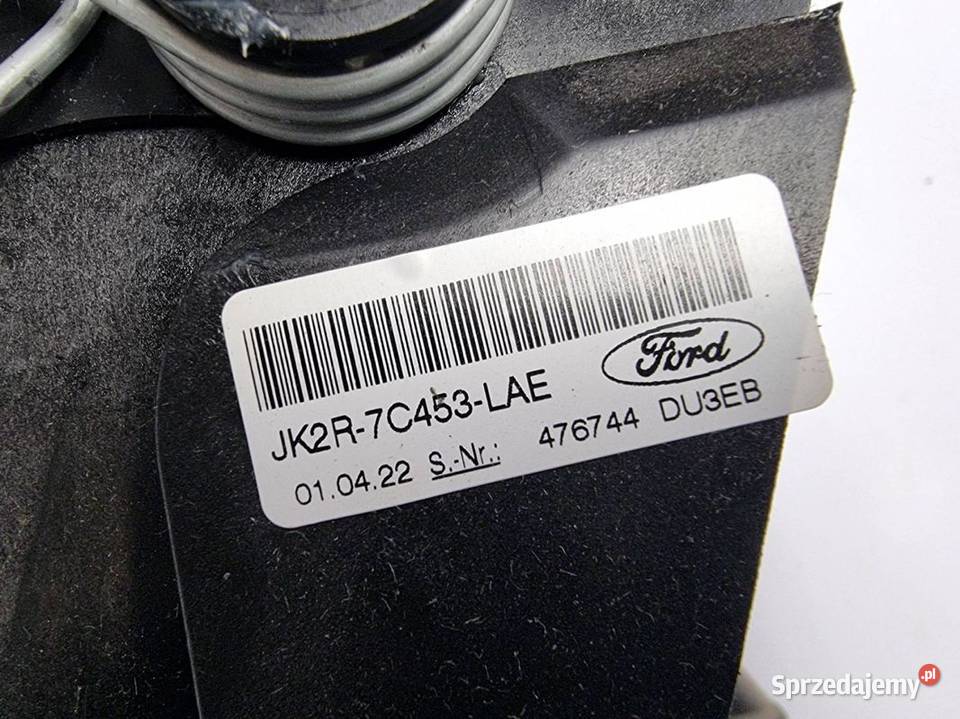 Ford
JK2R-7C453-LAE
01.04.22 S.-Nr.: 476744 DU3EB
Sprzedajemy.pl